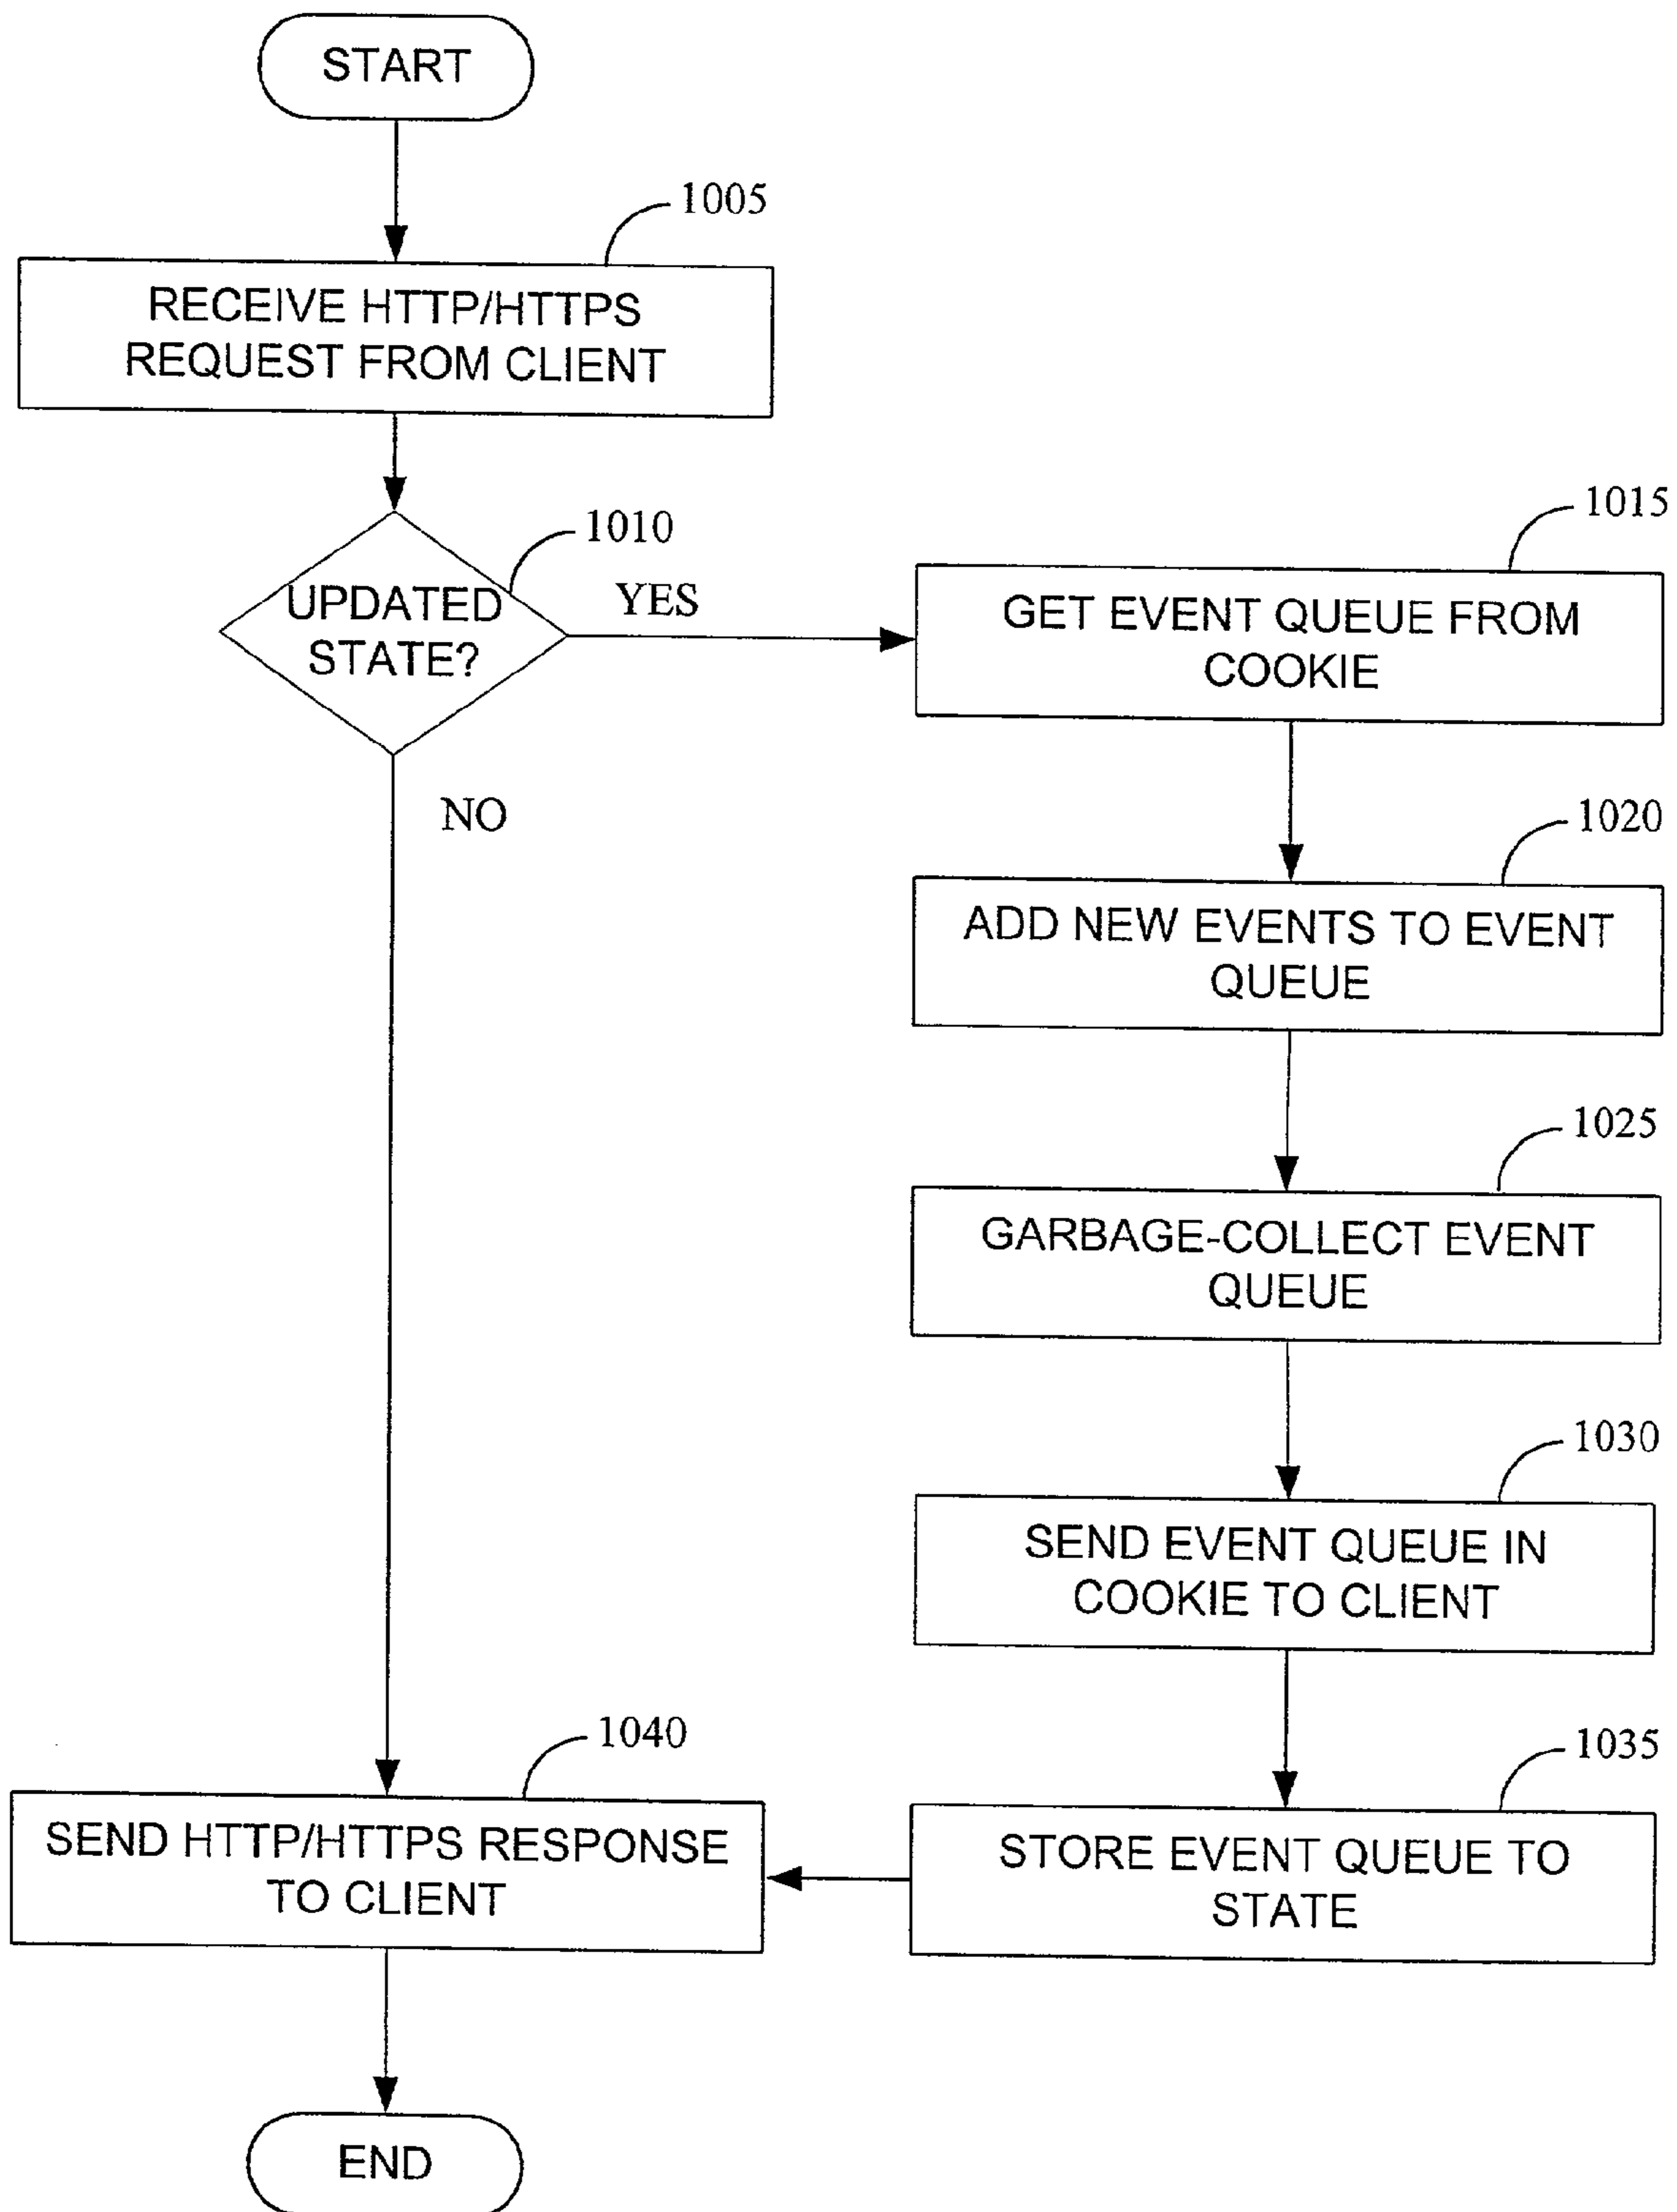 START
1005
RECEIVE HTTP/HTTPS
REQUEST FROM CLIENT
1010
UPDATED
STATE?
YES
NO
1015
GET EVENT QUEUE FROM
COOKIE
1020
ADD NEW EVENTS TO EVENT
QUEUE
1025
GARBAGE-COLLECT EVENT
QUEUE
1030
SEND EVENT QUEUE IN
COOKIE TO CLIENT
1035
STORE EVENT QUEUE TO
STATE
1040
SEND HTTP/HTTPS RESPONSE
TO CLIENT
END